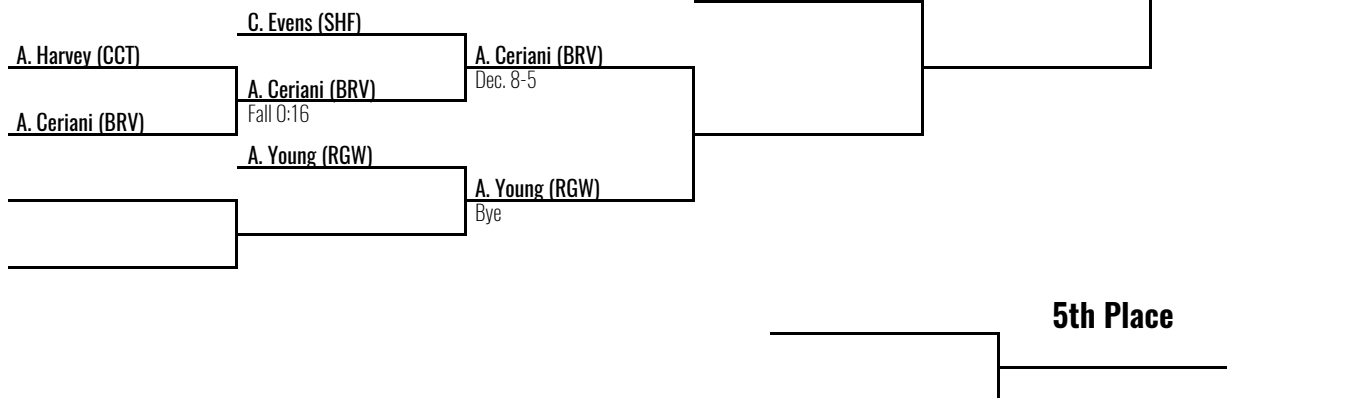 C. Evens (SHF)
A. Harvey (CCT)
A. Ceriani (BRV)
Dec. 8-5
A. Ceriani (BRV)
Fall 0:16
A. Ceriani (BRV)
A. Young (RGW)
A. Young (RGW)
Bye
5th Place